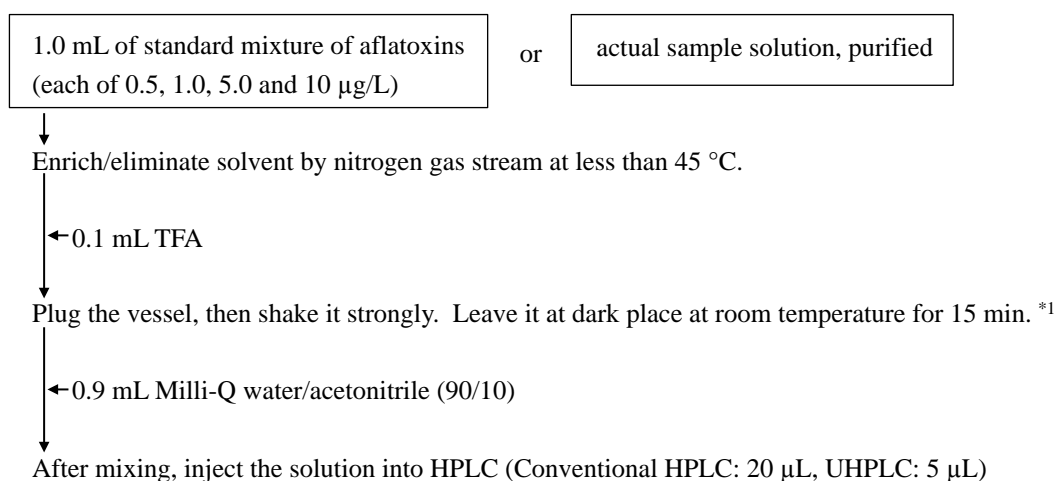 1.0 mL of standard mixture of aflatoxins
(each of 0.5, 1.0, 5.0 and 10 µg/L)
or
actual sample solution, purified
Enrich/eliminate solvent by nitrogen gas stream at less than 45 °C.
0.1 mL TFA
Plug the vessel, then shake it strongly.  Leave it at dark place at room temperature for 15 min. *1
0.9 mL Milli-Q water/acetonitrile (90/10)
After mixing, inject the solution into HPLC (Conventional HPLC: 20 µL, UHPLC: 5 µL)